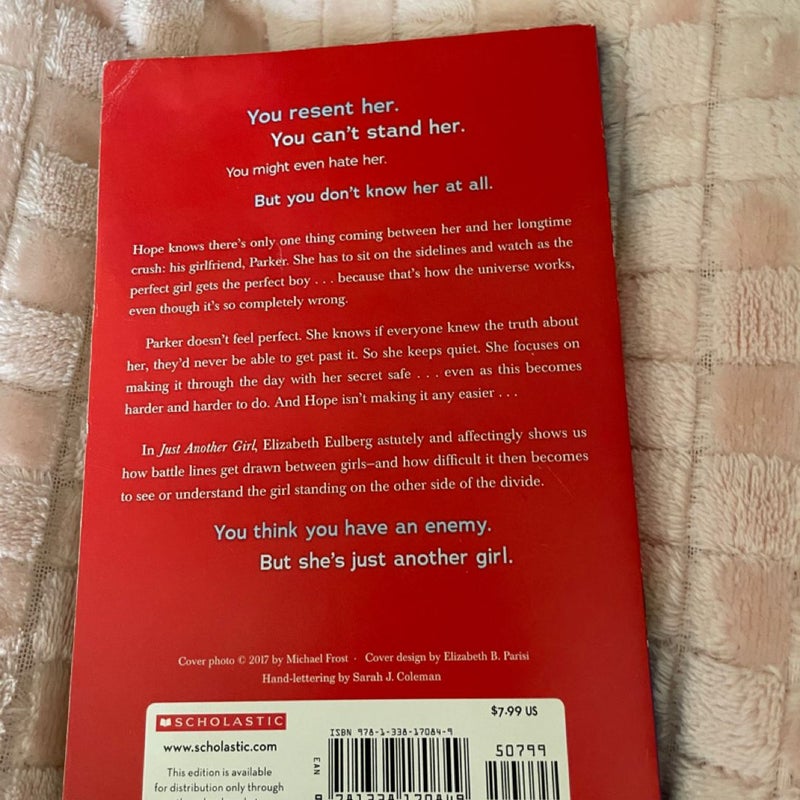 You resent her.
You can't stand her.
You might even hate her.
But you don't know her at all.
Hope knows there's only one thing coming between her and her longtime
crush: his girlfriend, Parker. She has to sit on the sidelines and watch as the
perfect girl gets the perfect boy . . . because that's how the universe works,
even though it's so completely wrong.
Parker doesn't feel perfect. She knows if everyone knew the truth about
her, they'd never be able to get past it. So she keeps quiet. She focuses on
making it through the day with her secret safe . . . even as this becomes
harder and harder to do. And Hope isn't making it any easier . . .
In Just Another Girl, Elizabeth Eulberg astutely and affectingly shows us
how battle lines get drawn between girls—and how difficult it then becomes
to see or understand the girl standing on the other side of the divide.
You think you have an enemy.
But she's just another girl.
Cover photo © 2017 by Michael Frost · Cover design by Elizabeth B. Parisi
Hand-lettering by Sarah J. Coleman
SCHOLASTIC
www.scholastic.com
This edition is available
for distribution only through
$7.99 US
ISBN 978-1-338-17084-9
50799
EAN
9 781338 170849